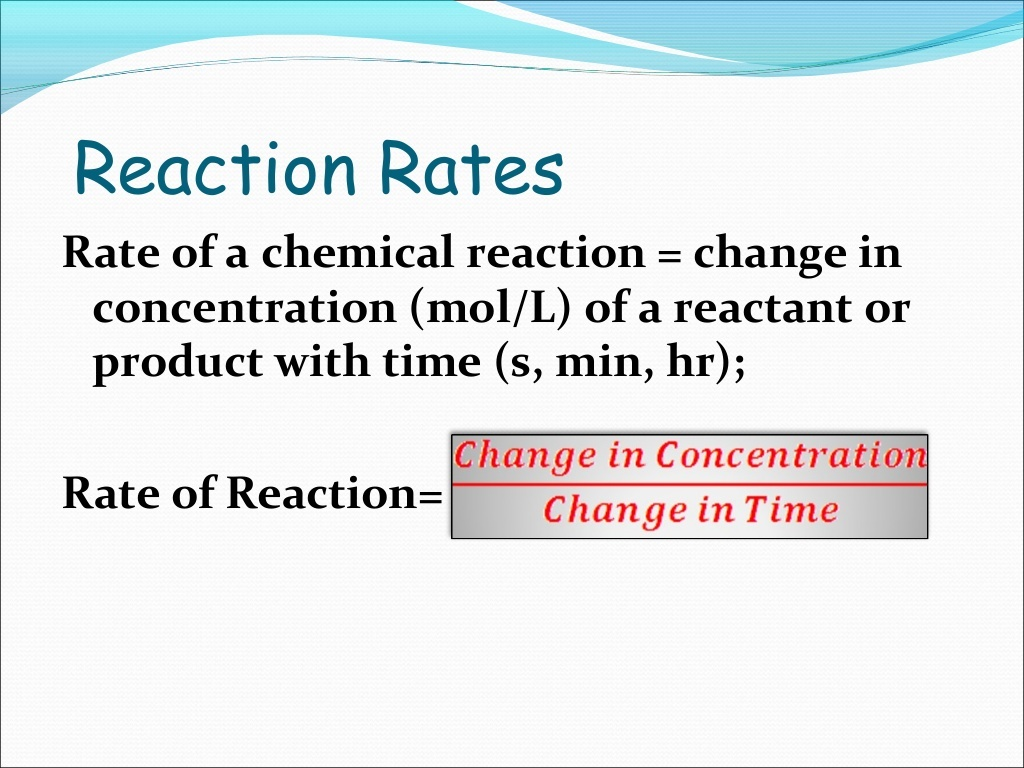 Reaction Rates
Rate of a chemical reaction = change in
concentration (mol/L) of a reactant or
product with time (s, min, hr);
Change in Concentration
Rate of Reaction=
Change in Time